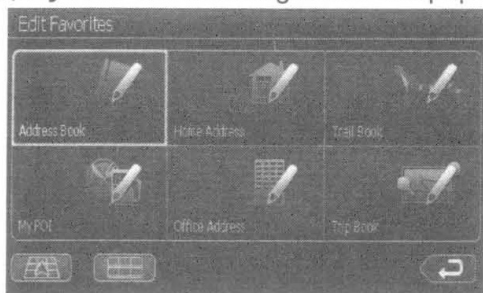 Edit Favorites
Address Book
Home Address
Trail Book
My POI
Office Address
Trip Book